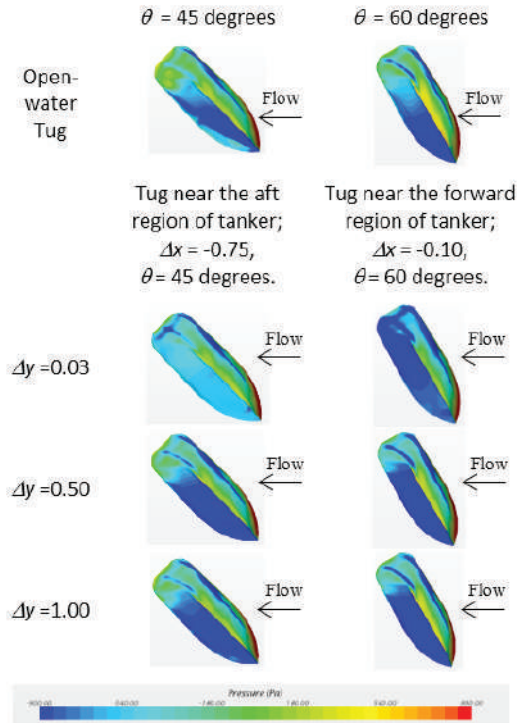 θ = 45 degrees θ = 60 degrees
Open-
water
Tug
Flow Flow
Tug near the aft Tug near the forward
region of tanker; region of tanker;
Δx = -0.75, Δx = -0.10,
θ = 45 degrees. θ = 60 degrees.
Δy =0.03 Flow Flow
Δy =0.50 Flow Flow
Δy =1.00 Flow Flow
Pressure (Pa)